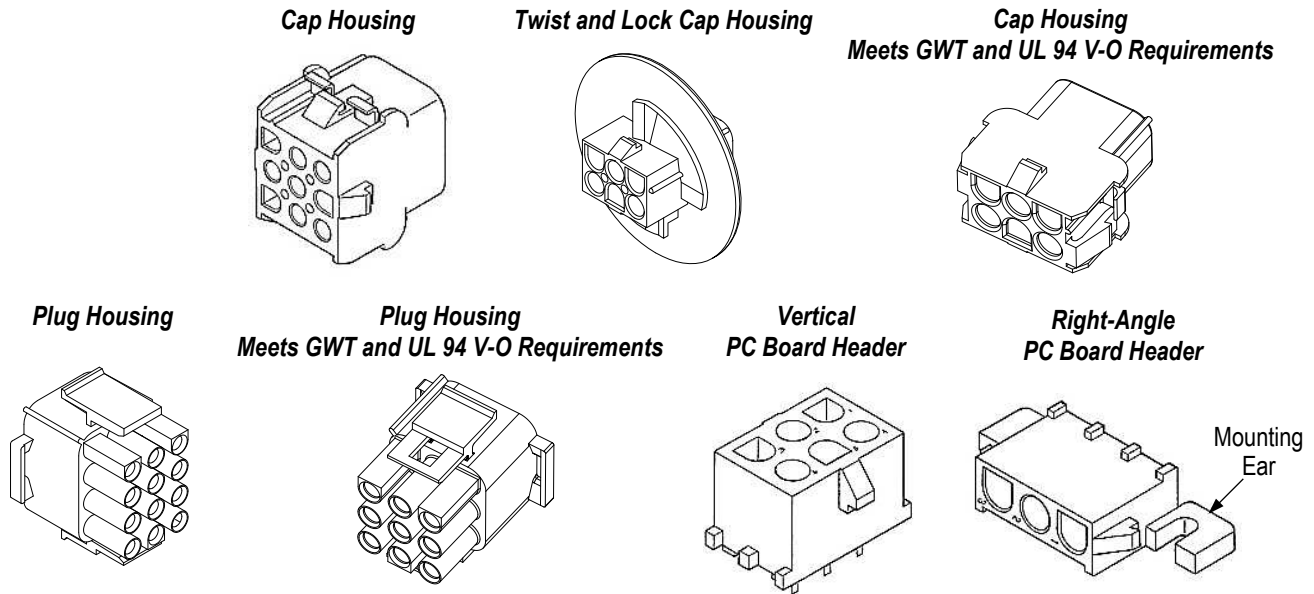 Cap Housing
Twist and Lock Cap Housing
Cap Housing
Meets GWT and UL 94 V-O Requirements
Plug Housing
Plug Housing
Meets GWT and UL 94 V-O Requirements
Vertical
PC Board Header
Right-Angle
PC Board Header
Mounting
Ear